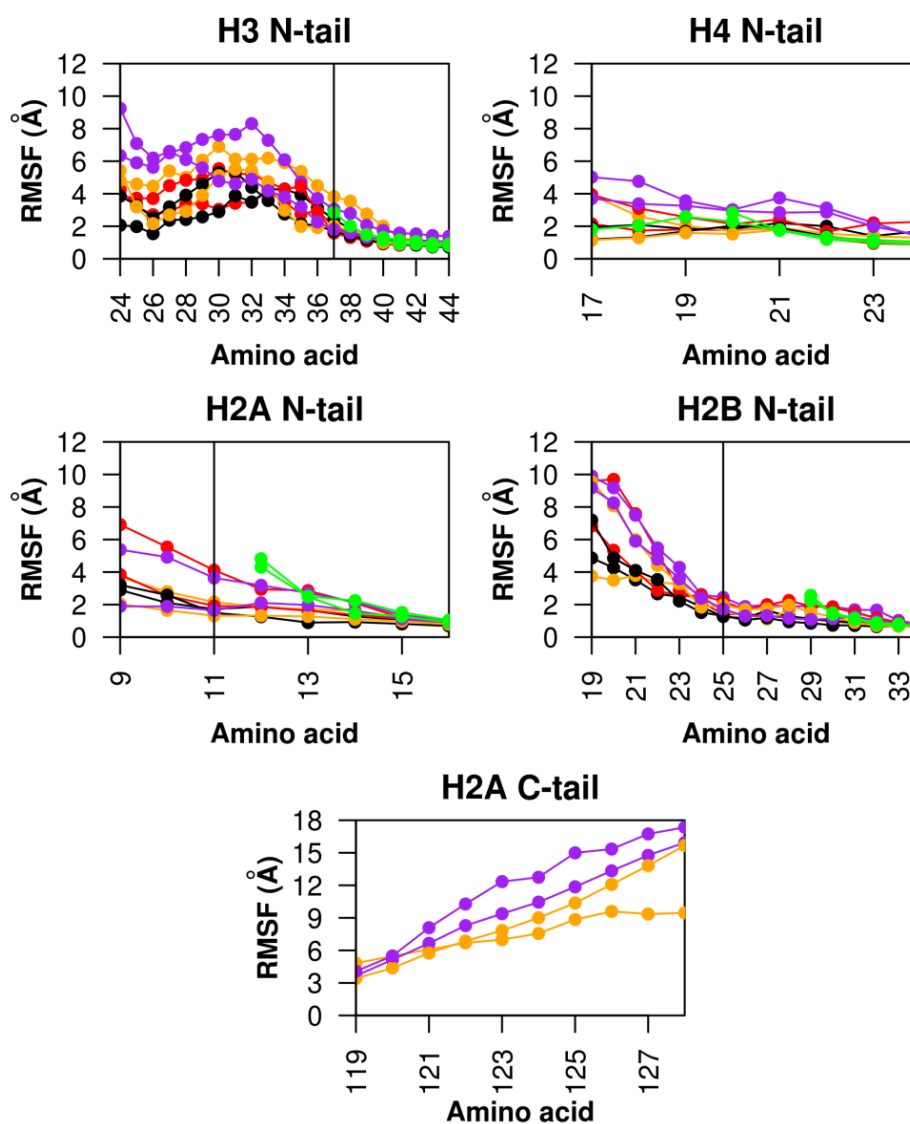 H3 N-tail
RMSF (Å)
0 2 4 6 8 10 12
24 26 28 30 32 34 36 38 40 42 44
Amino acid
H4 N-tail
RMSF (Å)
0 2 4 6 8 10 12
17 19 21 23
Amino acid
H2A N-tail
RMSF (Å)
0 2 4 6 8 10 12
9 11 13 15
Amino acid
H2B N-tail
RMSF (Å)
0 2 4 6 8 10 12
19 21 23 25 27 29 31 33
Amino acid
H2A C-tail
RMSF (Å)
0 3 6 9 12 15 18
119 121 123 125 127
Amino acid